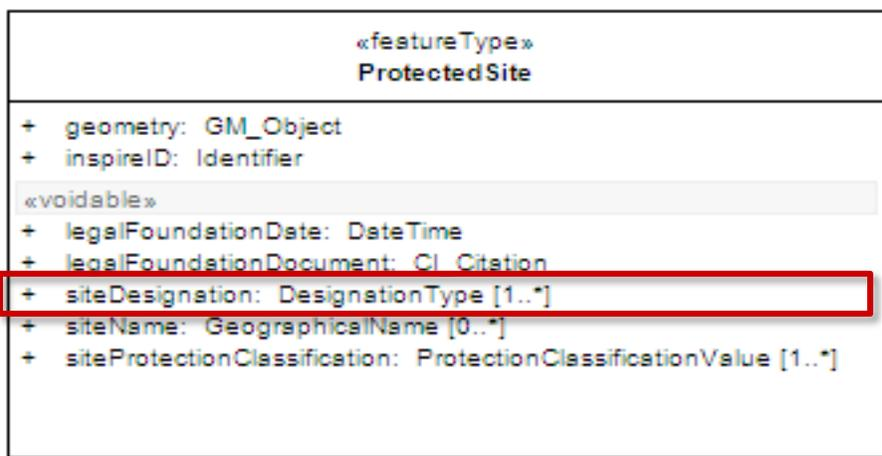 «featureType»
ProtectedSite
+ geometry: GM_Object
+ inspireID: Identifier
«voidable»
+ legalFoundationDate: DateTime
+ legalFoundationDocument: CI_Citation
+ siteDesignation: DesignationType [1..*]
+ siteName: GeographicalName [0..*]
+ siteProtectionClassification: ProtectionClassificationValue [1..*]